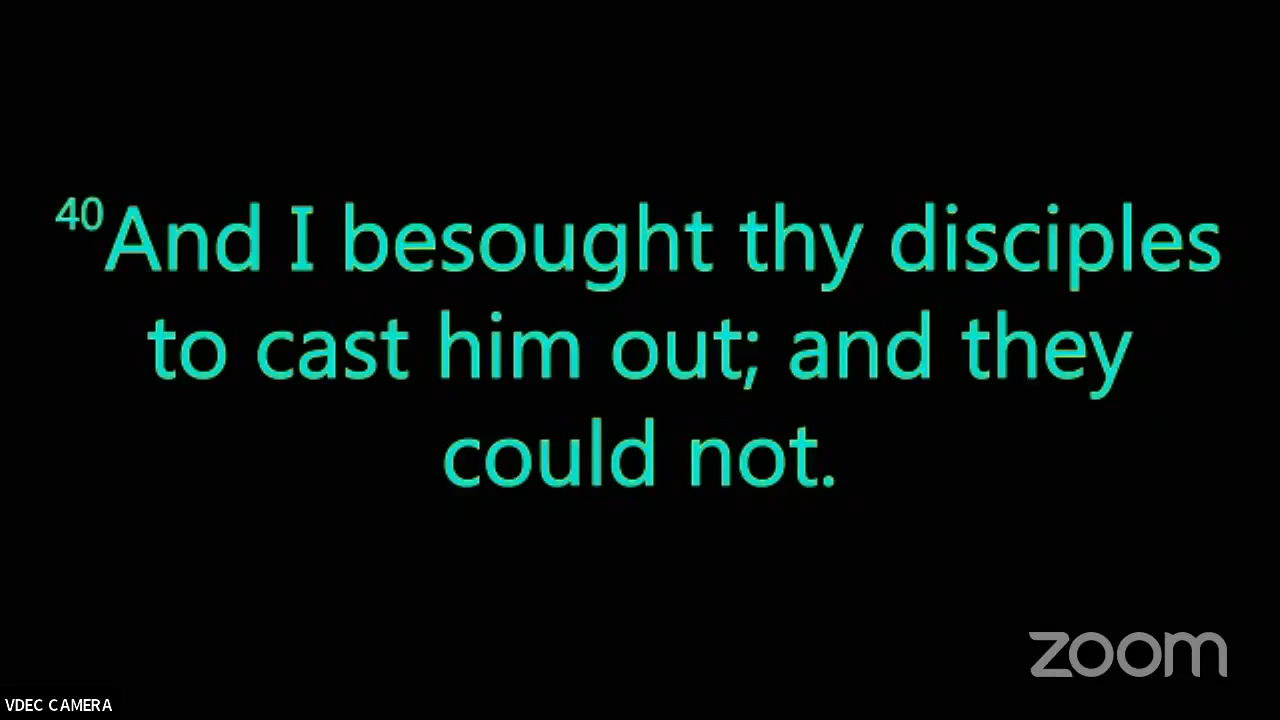 40And I besought thy disciples
to cast him out; and they
could not.
zoom
VDEC CAMERA